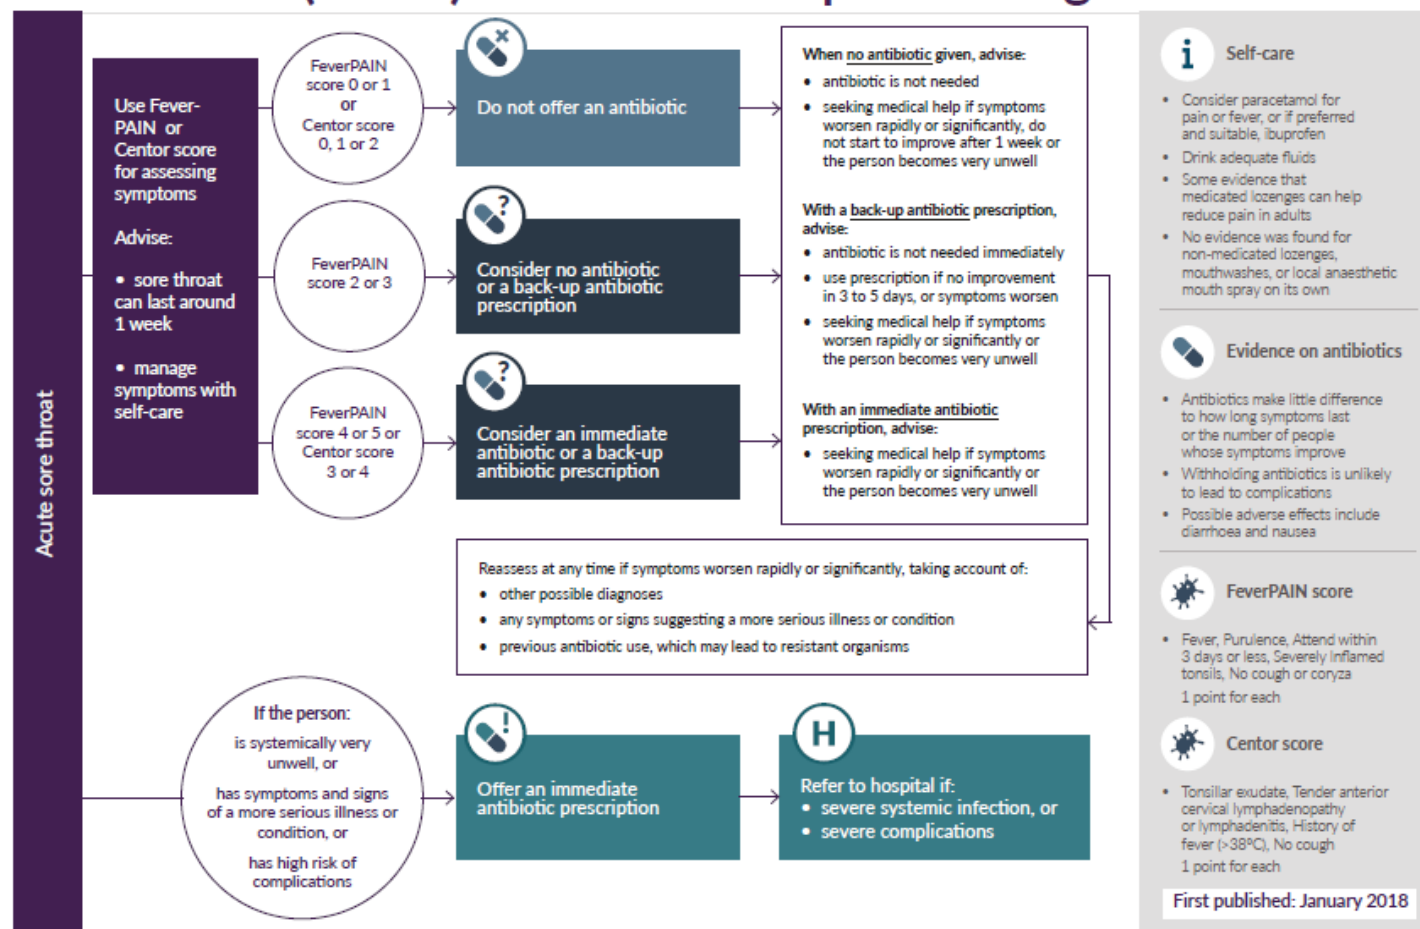 Acute sore throat
Use Fever-
PAIN or
Centor score
for assessing
symptoms
Advise:
• sore throat
can last around
1 week
• manage
symptoms with
self-care
FeverPAIN
score 0 or 1
or
Centor score
0, 1 or 2
Do not offer an antibiotic
FeverPAIN
score 2 or 3
?
Consider no antibiotic
or a back-up antibiotic
prescription
FeverPAIN
score 4 or 5 or
Centor score
3 or 4
?
Consider an immediate
antibiotic or a back-up
antibiotic prescription
When no antibiotic given, advise:
• antibiotic is not needed
• seeking medical help if symptoms
worsen rapidly or significantly, do
not start to improve after 1 week or
the person becomes very unwell
With a back-up antibiotic prescription,
advise:
• antibiotic is not needed immediately
• use prescription if no improvement
in 3 to 5 days, or symptoms worsen
• seeking medical help if symptoms
worsen rapidly or significantly or
the person becomes very unwell
With an immediate antibiotic
prescription, advise:
• seeking medical help if symptoms
worsen rapidly or significantly or
the person becomes very unwell
Reassess at any time if symptoms worsen rapidly or significantly, taking account of:
• other possible diagnoses
• any symptoms or signs suggesting a more serious illness or condition
• previous antibiotic use, which may lead to resistant organisms
If the person:
is systemically very
unwell, or
has symptoms and signs
of a more serious illness or
condition, or
has high risk of
complications
!
Offer an immediate
antibiotic prescription
H
Refer to hospital if:
• severe systemic infection, or
• severe complications
i
Self-care
• Consider paracetamol for
pain or fever, or if preferred
and suitable, ibuprofen
• Drink adequate fluids
• Some evidence that
medicated lozenges can help
reduce pain in adults
• No evidence was found for
non-medicated lozenges,
mouthwashes, or local anaesthetic
mouth spray on its own
Evidence on antibiotics
• Antibiotics make little difference
to how long symptoms last
or the number of people
whose symptoms improve
• Withholding antibiotics is unlikely
to lead to complications
• Possible adverse effects include
diarrhoea and nausea
FeverPAIN score
• Fever, Purulence, Attend within
3 days or less, Severely Inflamed
tonsils, No cough or coryza
1 point for each
Centor score
• Tonsillar exudate, Tender anterior
cervical lymphadenopathy
or lymphadenitis, History of
fever (>38ºC), No cough
1 point for each
First published: January 2018